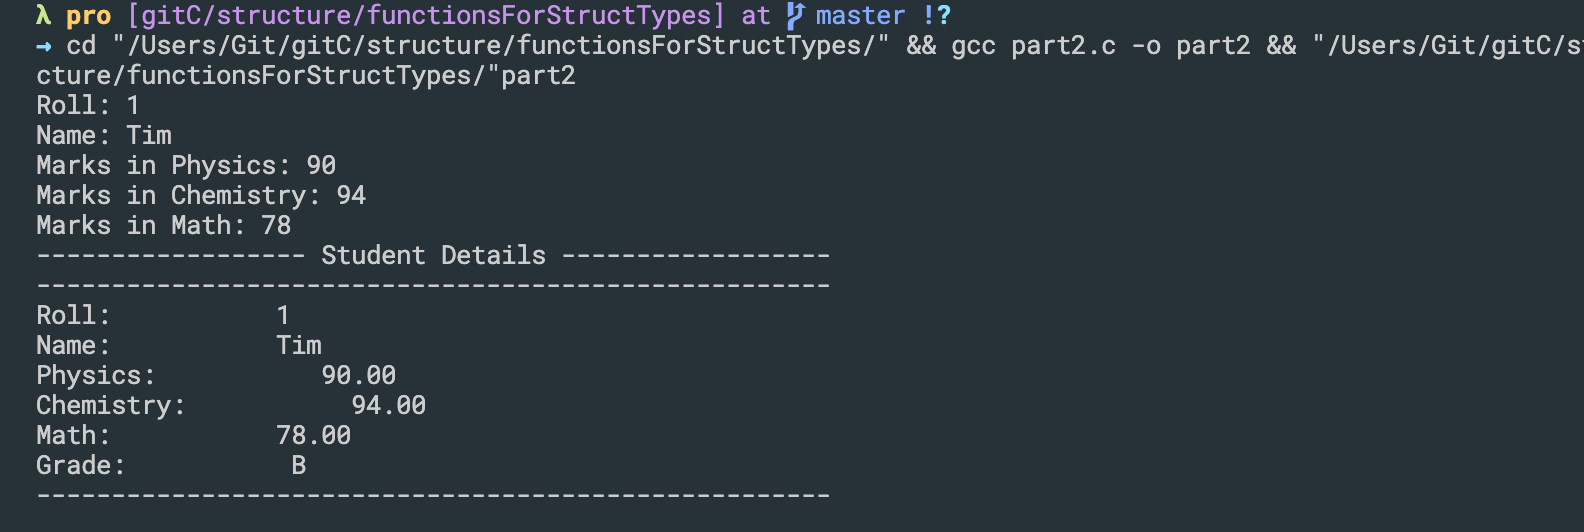 λ pro [gitC/structure/functionsForStructTypes] at master !?
→ cd "/Users/Git/gitC/structure/functionsForStructTypes/" && gcc part2.c -o part2 && "/Users/Git/gitC/s
cture/functionsForStructTypes/"part2
Roll: 1
Name: Tim
Marks in Physics: 90
Marks in Chemistry: 94
Marks in Math: 78
------------------ Student Details ------------------
-----------------------------------------------------
Roll:           1
Name:           Tim
Physics:           90.00
Chemistry:           94.00
Math:           78.00
Grade:           B
-----------------------------------------------------